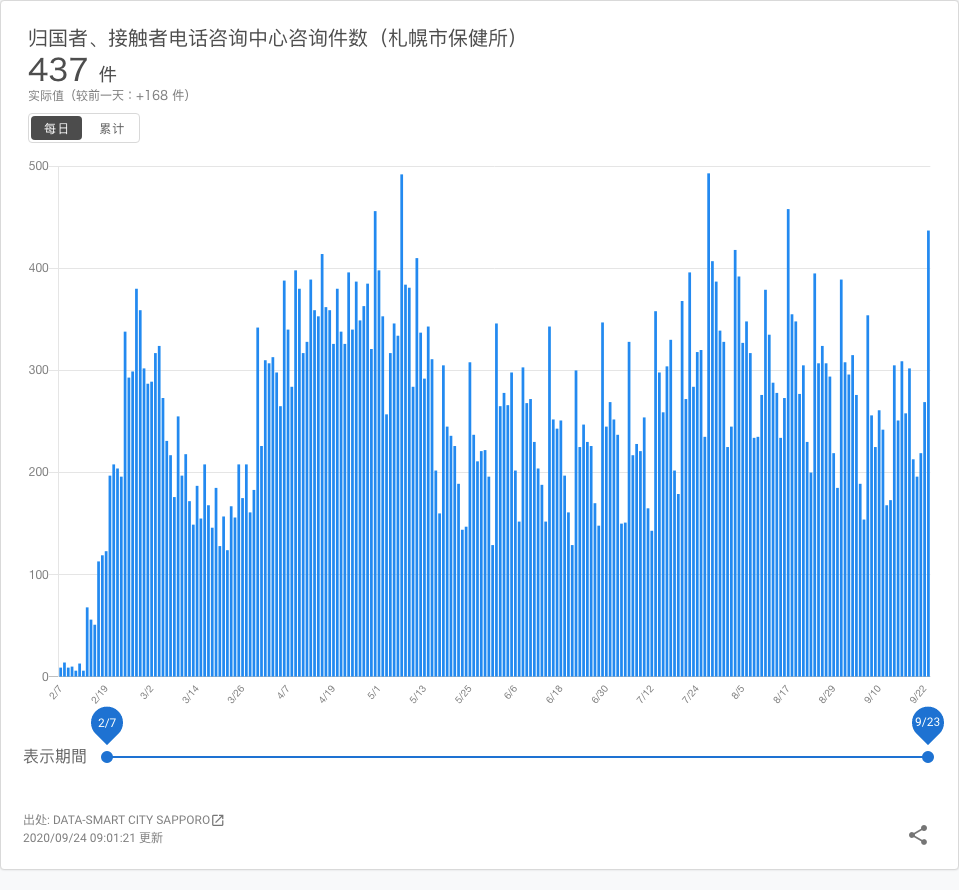 归国者、接触者电话咨询中心咨询件数（札幌市保健所）
437 件
实际值（较前一天：+168 件）
每日 累计
500
400
300
200
100
0
2/7 2/19 3/2 3/14 3/26 4/7 4/19 5/1 5/13 5/25 6/6 6/18 6/30 7/12 7/24 8/5 8/17 8/29 9/10 9/22
2/7 9/23
表示期間
出处: DATA-SMART CITY SAPPORO
2020/09/24 09:01:21 更新